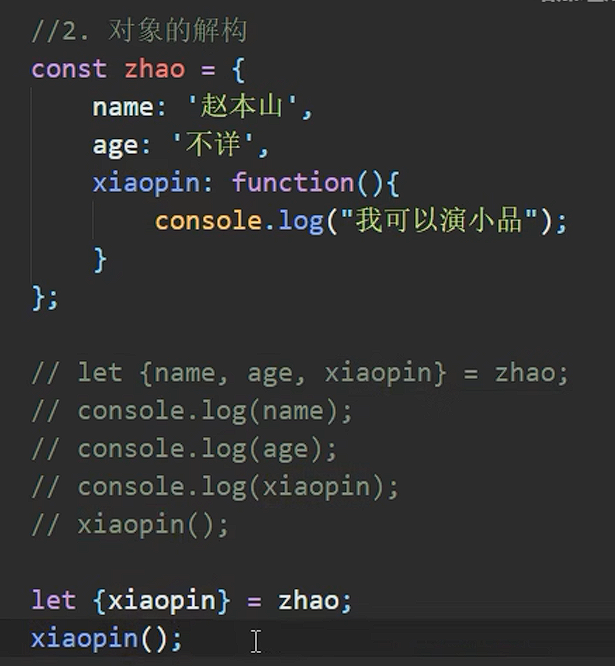 //2. 对象的解构
const zhao = {
    name: '赵本山',
    age: '不详',
    xiaopin: function(){
        console.log("我可以演小品");
    }
};
// let {name, age, xiaopin} = zhao;
// console.log(name);
// console.log(age);
// console.log(xiaopin);
// xiaopin();
let {xiaopin} = zhao;
xiaopin();